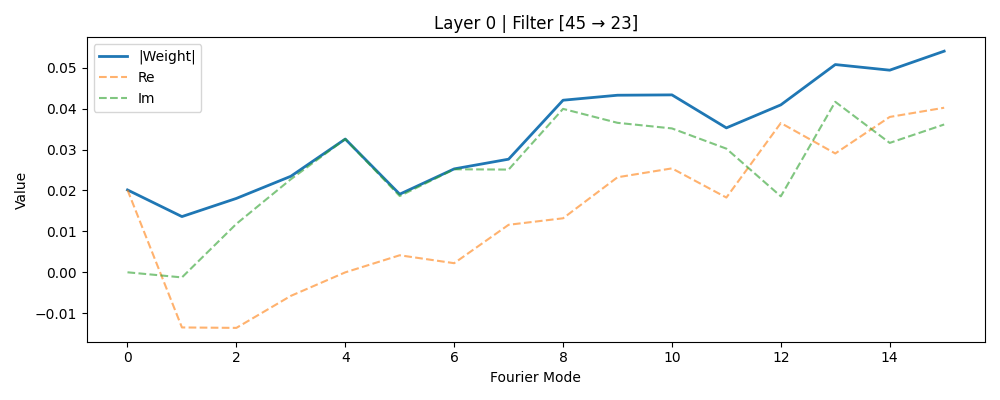 Layer 0 | Filter [45 → 23]
|Weight|
Re
Im
Value
0.05
0.04
0.03
0.02
0.01
0.00
−0.01
0 2 4 6 8 10 12 14
Fourier Mode